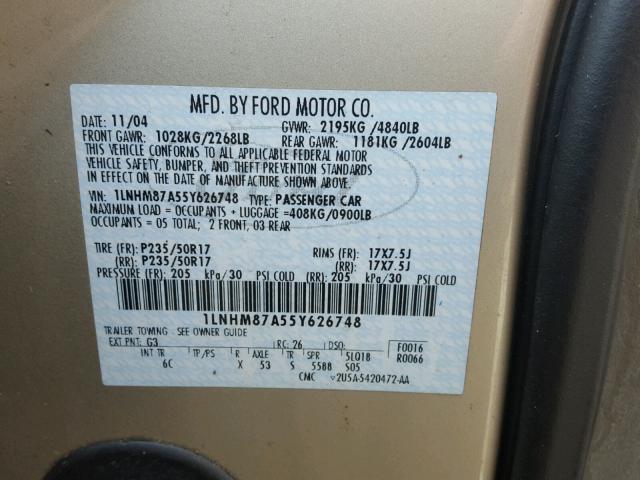 MFD. BY FORD MOTOR CO.
DATE: 11/04 GVWR: 2195KG /4840LB
FRONT GAWR: 1028KG/2268LB REAR GAWR: 1181KG /2604LB
THIS VEHICLE CONFORMS TO ALL APPLICABLE FEDERAL MOTOR
VEHICLE SAFETY, BUMPER, AND THEFT PREVENTION STANDARDS
IN EFFECT ON THE DATE OF MANUFACTURE SHOWN ABOVE.
VIN: 1LNHM87A55Y626748 TYPE: PASSENGER CAR
MAXIMUM LOAD = OCCUPANTS + LUGGAGE =408KG/0900LB
OCCUPANTS = 05 TOTAL; 2 FRONT, 03 REAR
TIRE (FR): P235/50R17 RIMS (FR): 17X7.5J
(RR): P235/50R17 (RR): 17X7.5J
PRESSURE (FR): 205 kPa/30 PSI COLD (RR): 205 kPa/30 PSI COLD
1LNHM87A55Y626748
TRAILER TOWING - SEE OWNER GUIDE
EXT PNT: G3 RC: 26 DSO: F0016
INT TR TP/PS R AXLE TR SPR 5LQ18 R0066
6C X 53 S 5588 S05
CMC V2U5A-5420472-AA